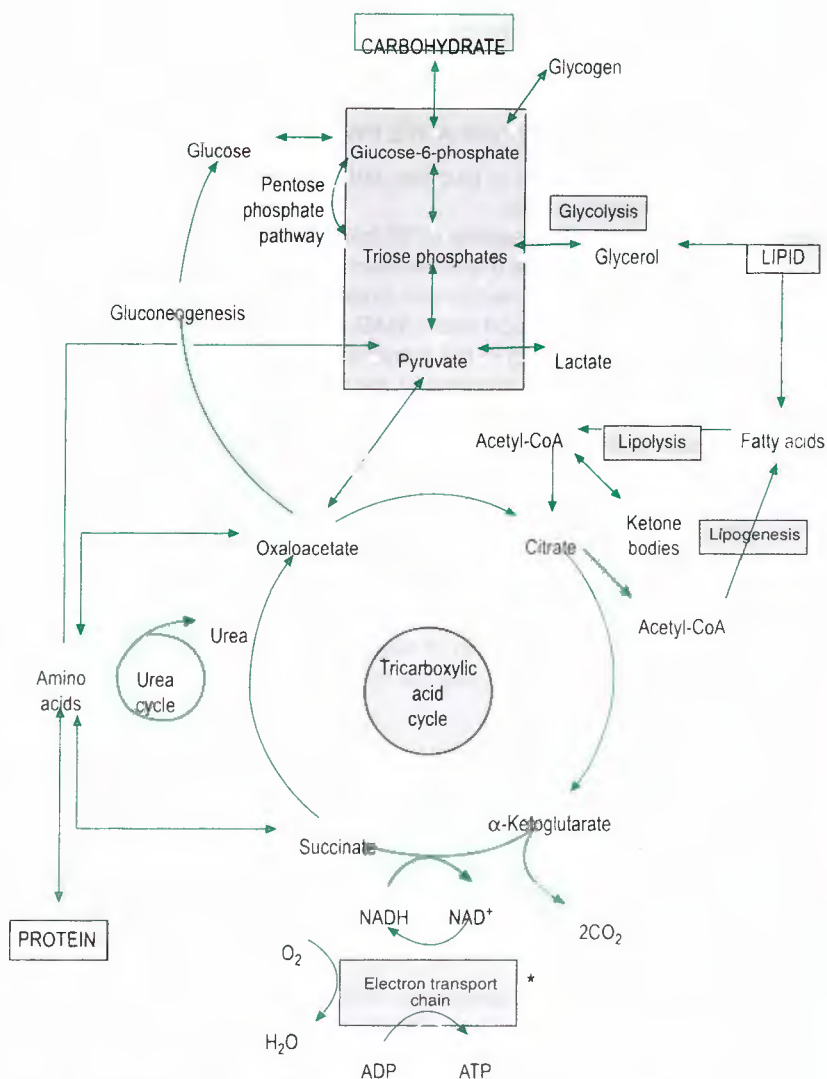 CARBOHYDRATE
Glycogen
Glucose
Giucose-6-phosphate
Pentose
phosphate
pathway
Glycolysis
Triose phosphates
Glycerol
LIPID
Gluconeogenesis
Pyruvate
Lactate
Acetyl-CoA
Lipolysis
Fatty acids
Oxaloacetate
Citrate
Ketone
bodies
Lipogenesis
Acetyl-CoA
Urea
Amino
acids
Urea
cycle
Tricarboxylic
acid
cycle
Succinate
α-Ketoglutarate
NADH
NAD⁺
2CO₂
PROTEIN
O₂
Electron transport
chain
*
H₂O
ADP
ATP